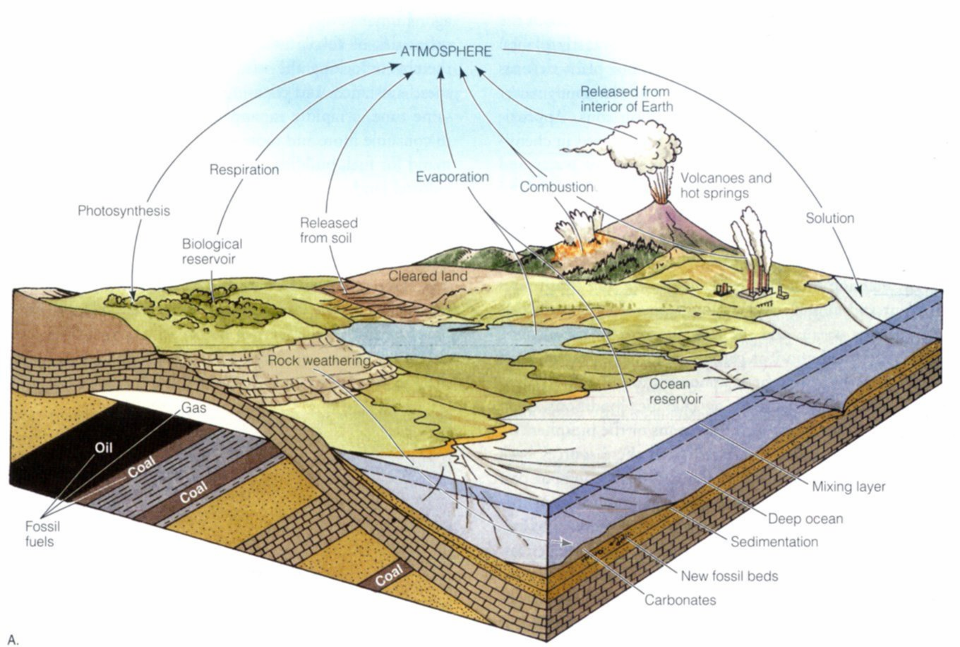 ATMOSPHERE
Released from
interior of Earth
Respiration
Evaporation
Combustion
Volcanoes and
hot springs
Photosynthesis
Released
from soil
Solution
Biological
reservoir
Cleared land
Rock weathering
Ocean
reservoir
Gas
Oil
Coal
Coal
Mixing layer
Fossil
fuels
Deep ocean
Sedimentation
Coal
New fossil beds
Carbonates
A.